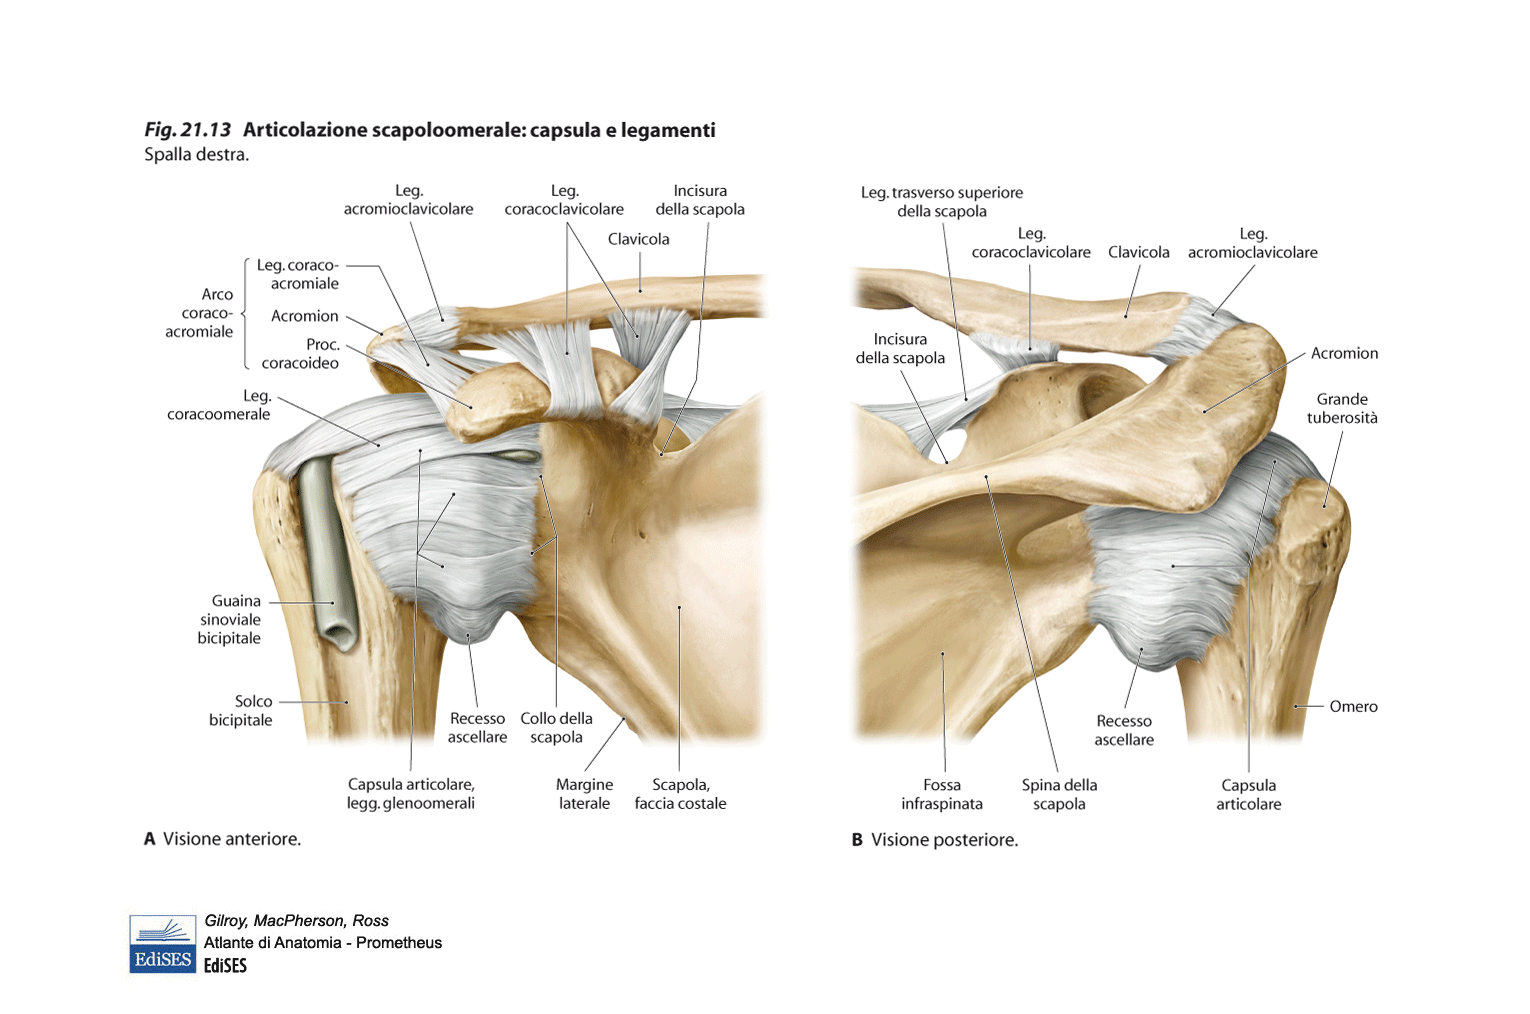 Fig. 21.13 Articolazione scapoloomerale: capsula e legamenti
Spalla destra.
Leg.
acromioclavicolare
Leg.
coracoclavicolare
Incisura
della scapola
Clavicola
Leg. coraco-
acromiale
Arco
coraco-
acromiale
Acromion
Proc.
coracoideo
Leg.
coracoomerale
Guaina
sinoviale
bicipitale
Solco
bicipitale
Recesso
ascellare
Collo della
scapola
Capsula articolare,
legg. glenoomerali
Margine
laterale
Scapola,
faccia costale
A Visione anteriore.
Leg. trasverso superiore
della scapola
Leg.
coracoclavicolare
Clavicola
Leg.
acromioclavicolare
Incisura
della scapola
Acromion
Grande
tuberosità
Omero
Recesso
ascellare
Fossa
infraspinata
Spina della
scapola
Capsula
articolare
B Visione posteriore.
EdiSES
Gilroy, MacPherson, Ross
Atlante di Anatomia - Prometheus
EdiSES